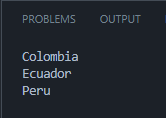 PROBLEMS OUTPUT
Colombia
Ecuador
Peru